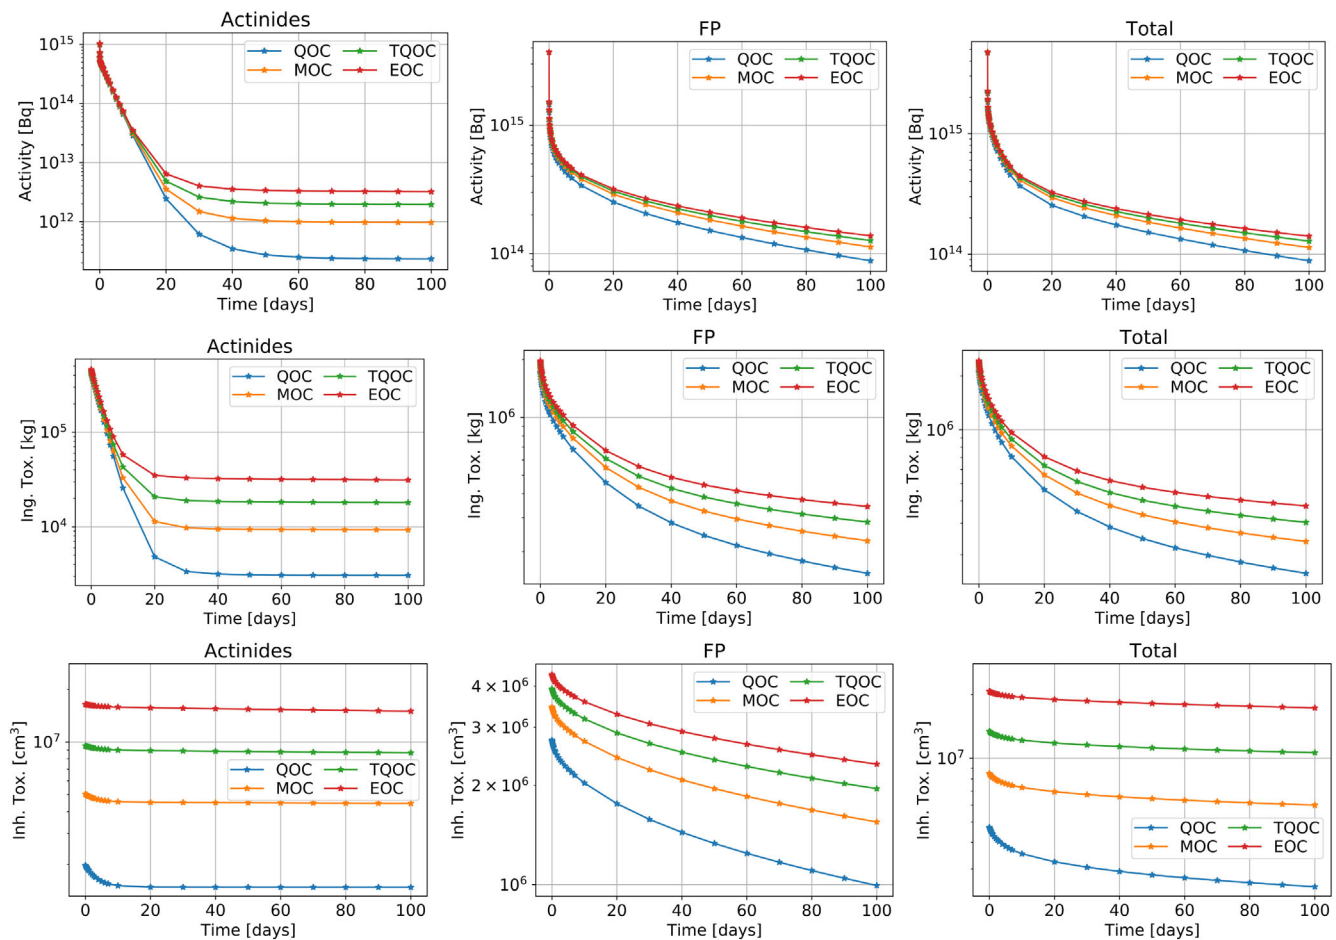 Actinides
QOC TQOC
MOC EOC
10^15
10^14
10^13
10^12
Activity [Bq]
0 20 40 60 80 100
Time [days]
FP
QOC TQOC
MOC EOC
10^15
10^14
Activity [Bq]
0 20 40 60 80 100
Time [days]
Total
QOC TQOC
MOC EOC
10^15
10^14
Activity [Bq]
0 20 40 60 80 100
Time [days]
Actinides
QOC TQOC
MOC EOC
10^5
10^4
Ing. Tox. [kg]
0 20 40 60 80 100
Time [days]
FP
QOC TQOC
MOC EOC
10^6
Ing. Tox. [kg]
0 20 40 60 80 100
Time [days]
Total
QOC TQOC
MOC EOC
10^6
Ing. Tox. [kg]
0 20 40 60 80 100
Time [days]
Actinides
10^7
QOC TQOC
MOC EOC
Inh. Tox. [cm^3]
0 20 40 60 80 100
Time [days]
FP
QOC TQOC
MOC EOC
4 × 10^6
3 × 10^6
2 × 10^6
10^6
Inh. Tox. [cm^3]
0 20 40 60 80 100
Time [days]
Total
10^7
QOC TQOC
MOC EOC
Inh. Tox. [cm^3]
0 20 40 60 80 100
Time [days]